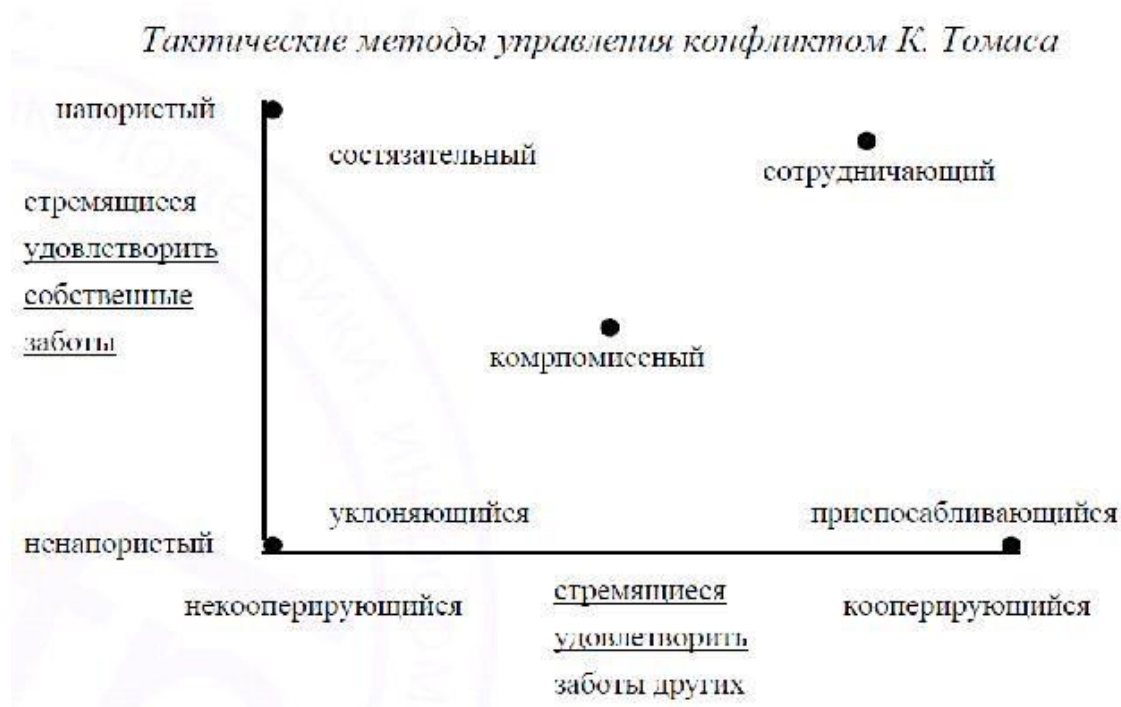 Тактические методы управления конфликтом К. Томаса
напористый
состязательный
сотрудничающий
стремящиеся
удовлетворить
собственные
заботы
комрпомиссный
уклоняющийся
приспосабливающийся
ненапористый
некооперирующийся
стремящиеся
кооперирующийся
удовлетворить
заботы других